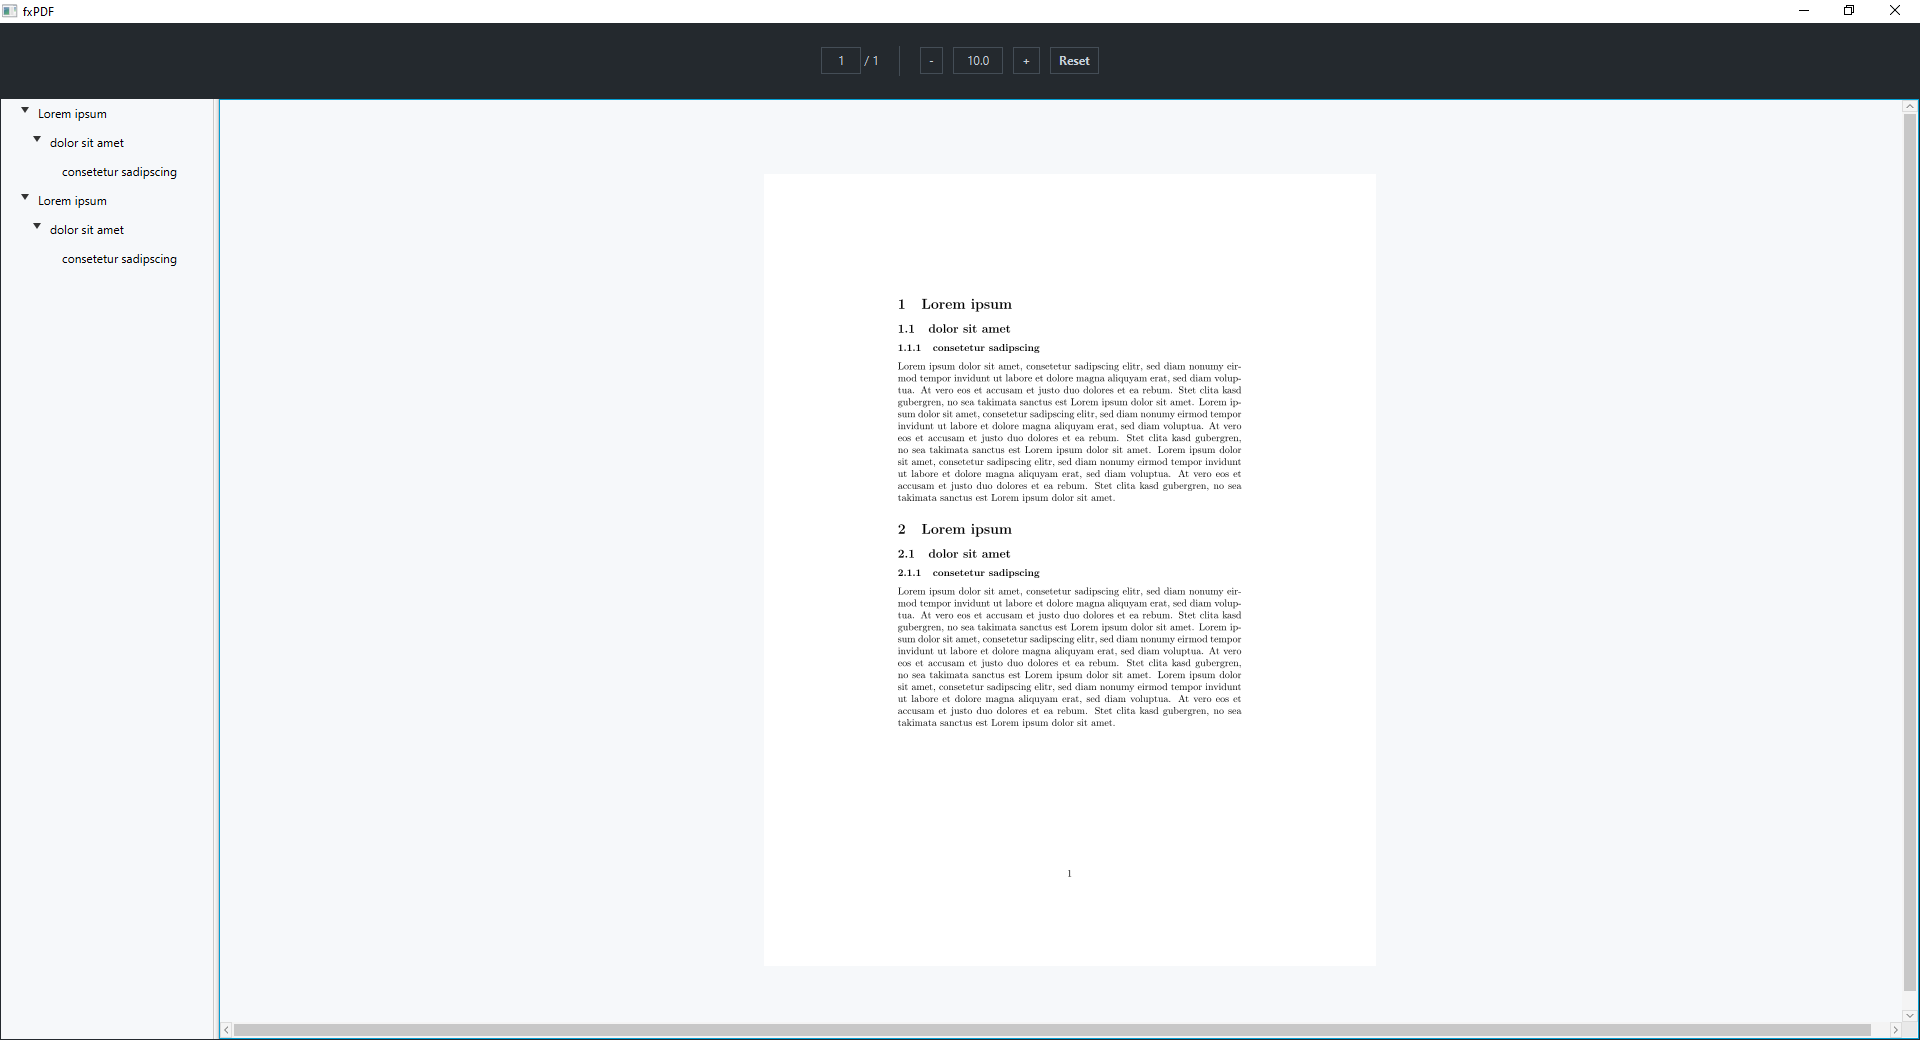 fxPDF
1 / 1 - 10.0 + Reset
Lorem ipsum
dolor sit amet
consetetur sadipscing
Lorem ipsum
dolor sit amet
consetetur sadipscing
1 Lorem ipsum
1.1 dolor sit amet
1.1.1 consetetur sadipscing
Lorem ipsum dolor sit amet, consetetur sadipscing elitr, sed diam nonumy eir-
mod tempor invidunt ut labore et dolore magna aliquyam erat, sed diam volup-
tua. At vero eos et accusam et justo duo dolores et ea rebum. Stet clita kasd
gubergren, no sea takimata sanctus est Lorem ipsum dolor sit amet. Lorem ip-
sum dolor sit amet, consetetur sadipscing elitr, sed diam nonumy eirmod tempor
invidunt ut labore et dolore magna aliquyam erat, sed diam voluptua. At vero
eos et accusam et justo duo dolores et ea rebum. Stet clita kasd gubergren,
no sea takimata sanctus est Lorem ipsum dolor sit amet. Lorem ipsum dolor
sit amet, consetetur sadipscing elitr, sed diam nonumy eirmod tempor invidunt
ut labore et dolore magna aliquyam erat, sed diam voluptua. At vero eos et
accusam et justo duo dolores et ea rebum. Stet clita kasd gubergren, no sea
takimata sanctus est Lorem ipsum dolor sit amet.
2 Lorem ipsum
2.1 dolor sit amet
2.1.1 consetetur sadipscing
Lorem ipsum dolor sit amet, consetetur sadipscing elitr, sed diam nonumy eir-
mod tempor invidunt ut labore et dolore magna aliquyam erat, sed diam volup-
tua. At vero eos et accusam et justo duo dolores et ea rebum. Stet clita kasd
gubergren, no sea takimata sanctus est Lorem ipsum dolor sit amet. Lorem ip-
sum dolor sit amet, consetetur sadipscing elitr, sed diam nonumy eirmod tempor
invidunt ut labore et dolore magna aliquyam erat, sed diam voluptua. At vero
eos et accusam et justo duo dolores et ea rebum. Stet clita kasd gubergren,
no sea takimata sanctus est Lorem ipsum dolor sit amet. Lorem ipsum dolor
sit amet, consetetur sadipscing elitr, sed diam nonumy eirmod tempor invidunt
ut labore et dolore magna aliquyam erat, sed diam voluptua. At vero eos et
accusam et justo duo dolores et ea rebum. Stet clita kasd gubergren, no sea
takimata sanctus est Lorem ipsum dolor sit amet.
1